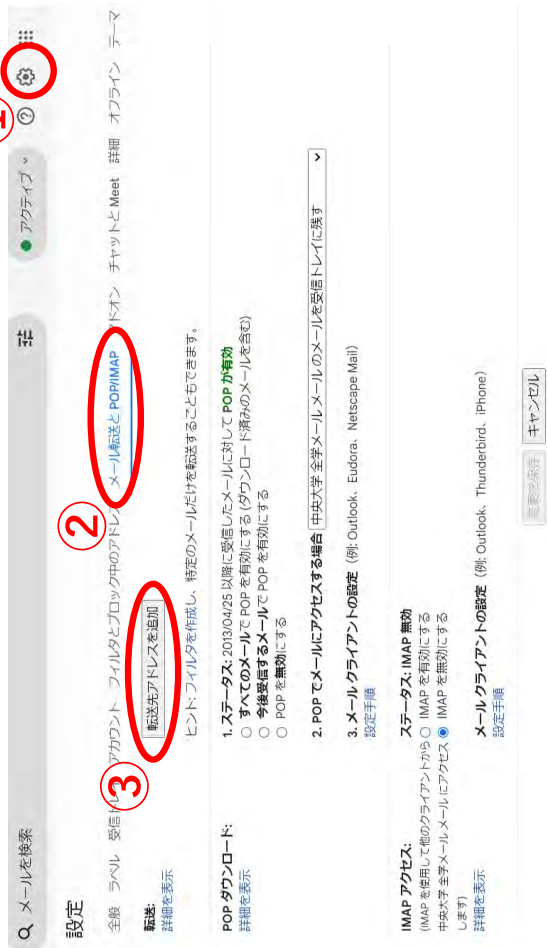 ①
メールを検索
アクティブ
設定
全般 ラベル 受信トレイ アカウント フィルタとブロック中のアドレス メール転送と POP/IMAP アドオン チャットと Meet 詳細 オフライン テーマ
②
③
転送:
詳細を表示
転送先アドレスを追加
ヒント: フィルタを作成し、特定のメールだけを転送することもできます。
POP ダウンロード:
詳細を表示
1. ステータス: 2013/04/25 以降に受信したメールに対して POP が有効
すべてのメールで POP を有効にする (ダウンロード済みのメールを含む)
今後受信するメールで POP を有効にする
POP を無効にする
2. POP でメールにアクセスする場合 中央大学 全学メール メール のメールを受信トレイに残す
3. メール クライアントの設定 (例: Outlook、Eudora、Netscape Mail)
設定手順
IMAP アクセス:
(IMAP を使用して他のクライアントから
中央大学 全学メール メール にアクセス
します)
詳細を表示
ステータス: IMAP 無効
IMAP を有効にする
IMAP を無効にする
メール クライアントの設定 (例: Outlook、Thunderbird、iPhone)
設定手順
変更を保存 キャンセル